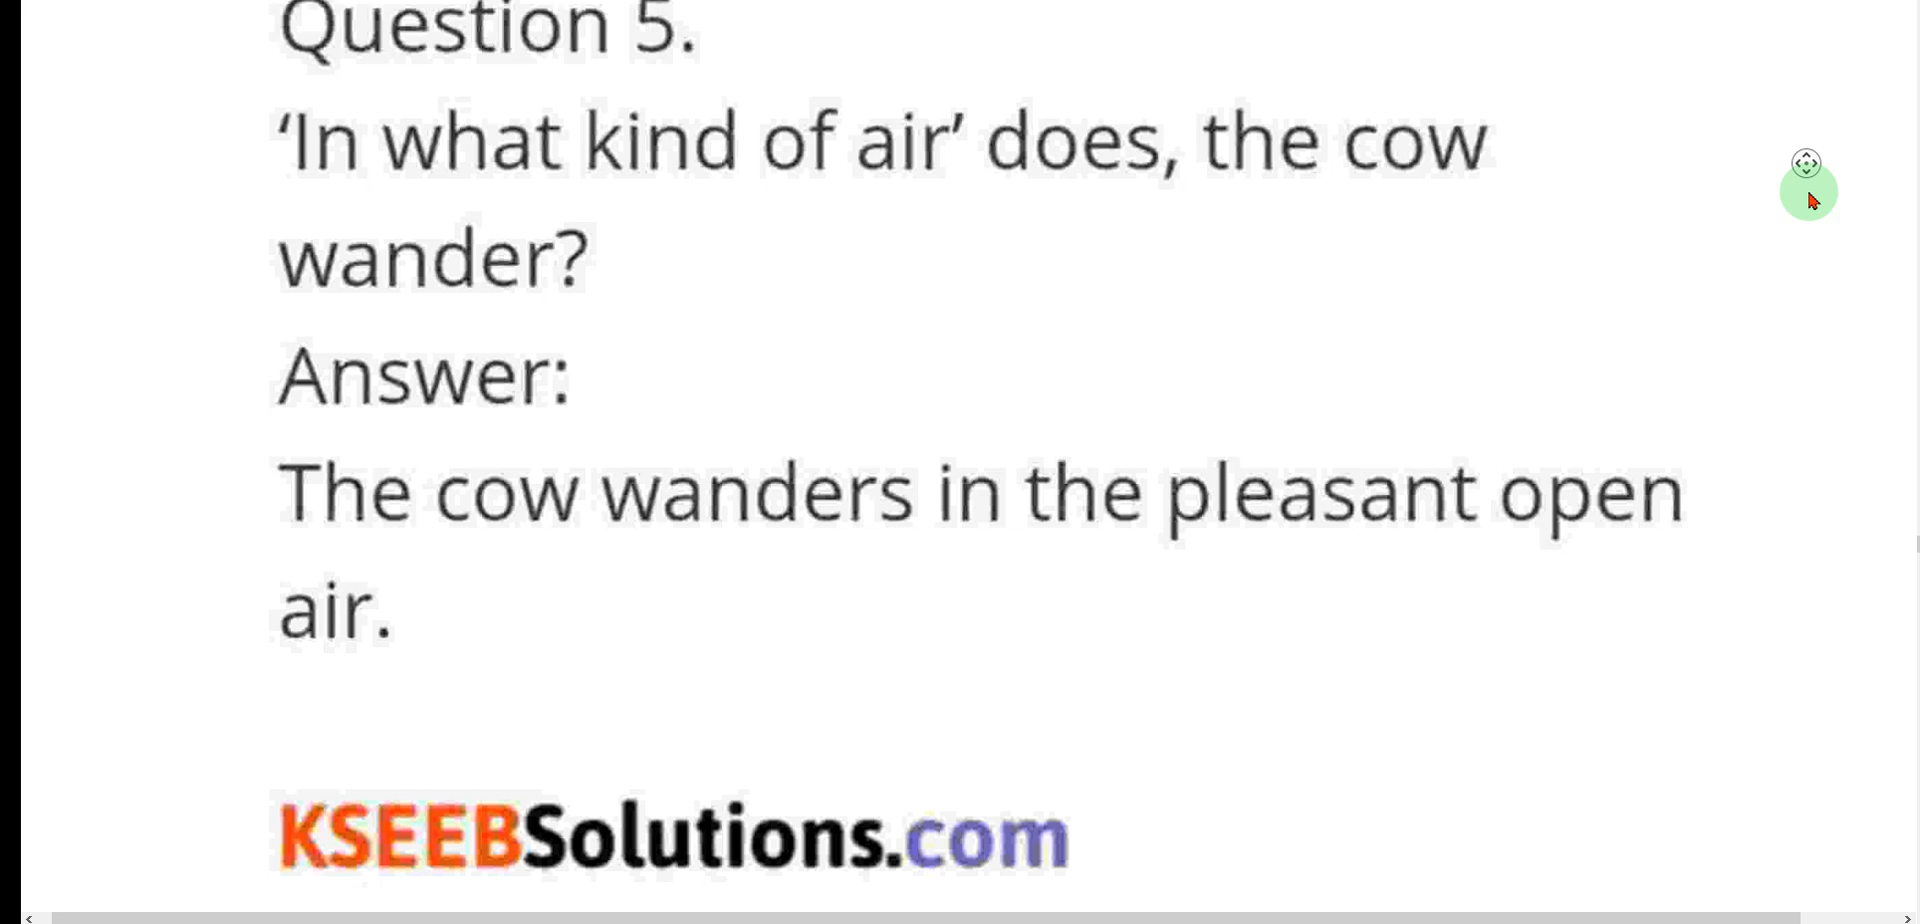 Question 5.
‘In what kind of air’ does, the cow
wander?
Answer:
The cow wanders in the pleasant open
air.
KSEEBSolutions.com